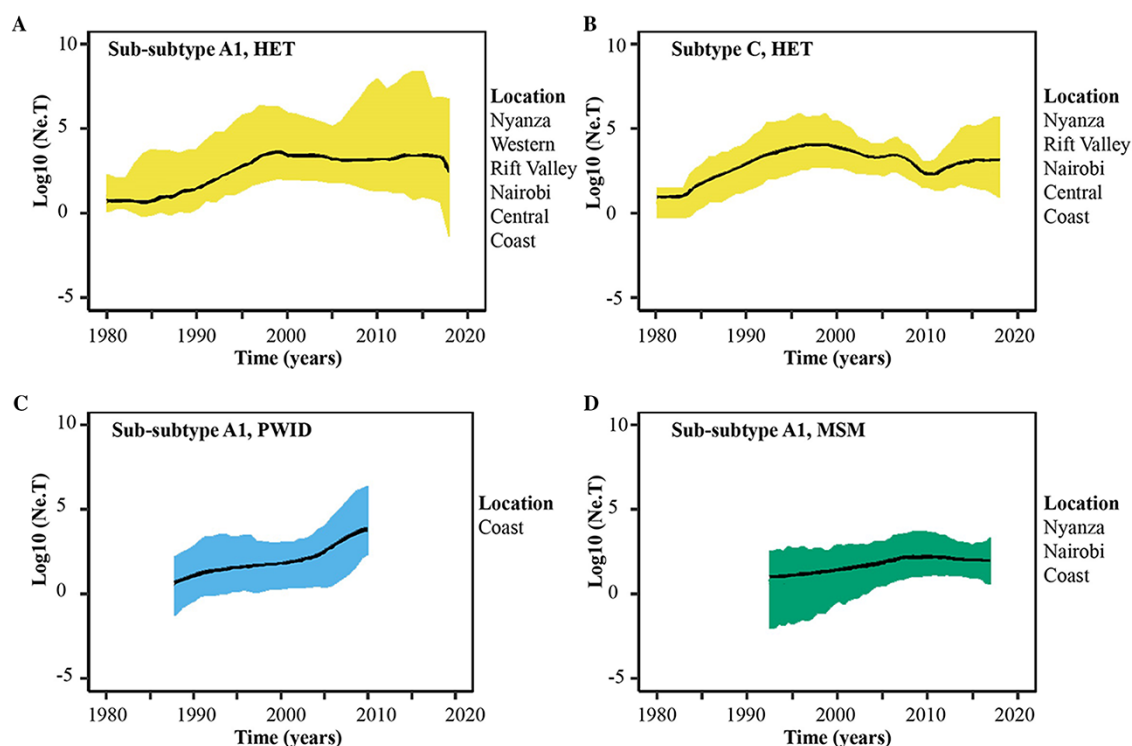 A
Sub-subtype A1, HET
10
5
0
-5
Log10 (Ne.T)
1980
1990
2000
2010
2020
Time (years)
Location
Nyanza
Western
Rift Valley
Nairobi
Central
Coast
B
Subtype C, HET
10
5
0
-5
Log10 (Ne.T)
1980
1990
2000
2010
2020
Time (years)
Location
Nyanza
Rift Valley
Nairobi
Central
Coast
C
Sub-subtype A1, PWID
10
5
0
-5
Log10 (Ne.T)
1980
1990
2000
2010
2020
Time (years)
Location
Coast
D
Sub-subtype A1, MSM
10
5
0
-5
Log10 (Ne.T)
1980
1990
2000
2010
2020
Time (years)
Location
Nyanza
Nairobi
Coast